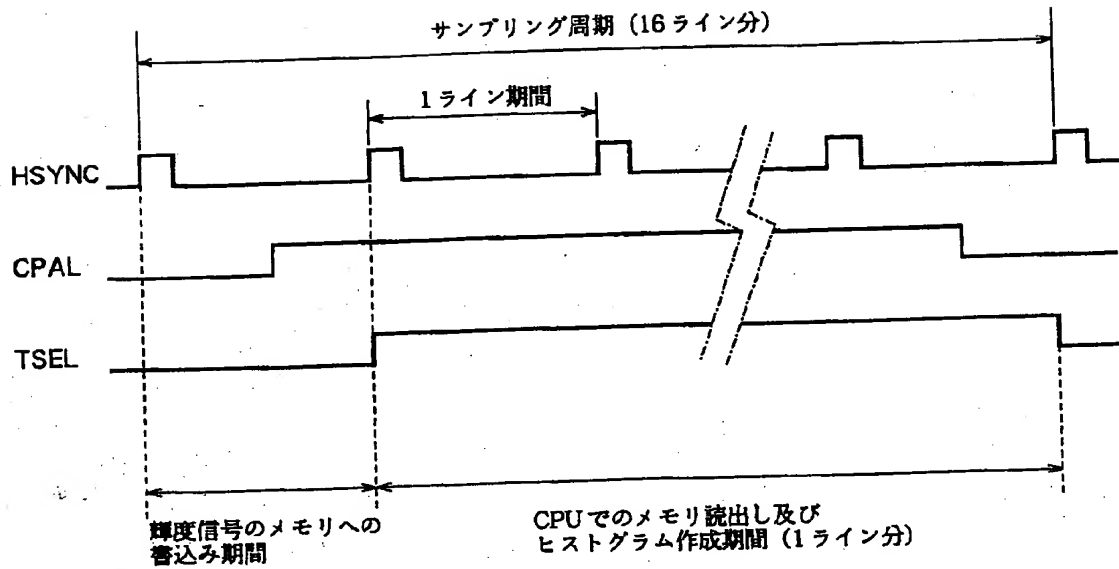 サンプリング周期 (16ライン分)
1ライン期間
HSYNC
CPAL
TSEL
輝度信号のメモリへの
書込み期間
CPUでのメモリ読出し及び
ヒストグラム作成期間 (1ライン分)